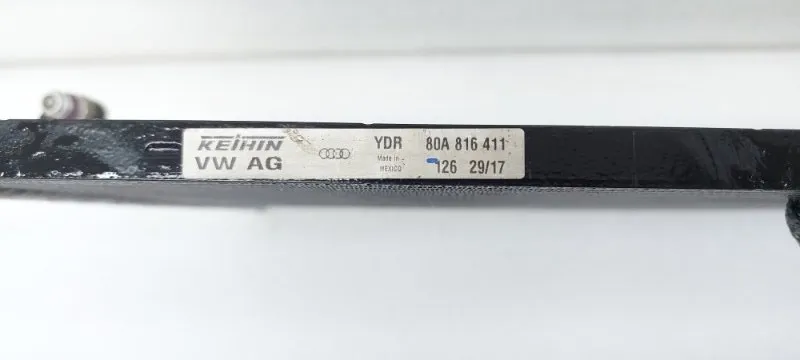 KEIHIN YDR 80A 816 411
VW AG Made in - 126 29/17
MEXICO